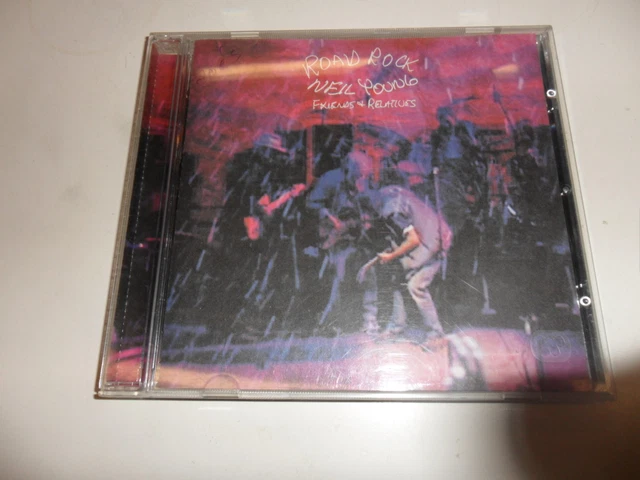 ROAD ROCK
NEIL YOUNG
FRIENDS & RELATIVES